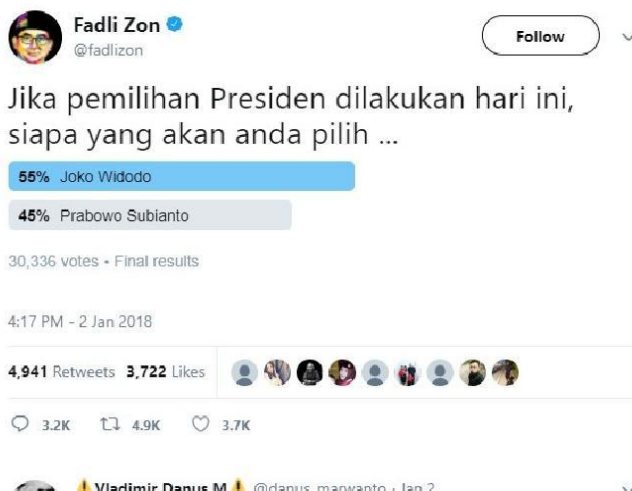 Fadli Zon
@fadlizon
Follow
Jika pemilihan Presiden dilakukan hari ini,
siapa yang akan anda pilih ...
55% Joko Widodo
45% Prabowo Subianto
30,336 votes • Final results
4:17 PM - 2 Jan 2018
4,941 Retweets 3,722 Likes
3.2K 4.9K 3.7K
Vladimir Danus M @danus_marwanto · Jan 2